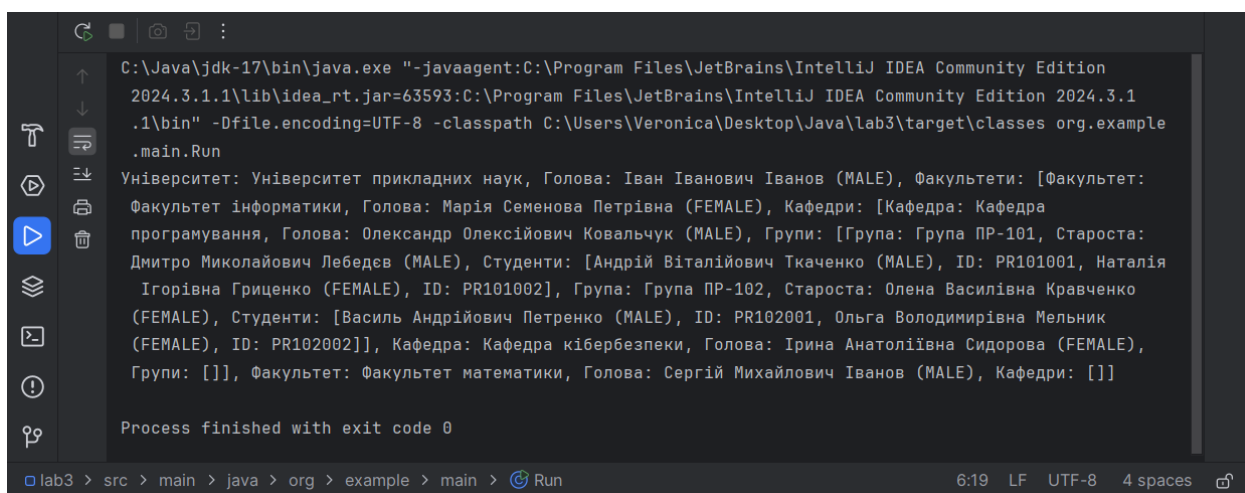 C:\Java\jdk-17\bin\java.exe "-javaagent:C:\Program Files\JetBrains\IntelliJ IDEA Community Edition
2024.3.1.1\lib\idea_rt.jar=63593:C:\Program Files\JetBrains\IntelliJ IDEA Community Edition 2024.3.1
.1\bin" -Dfile.encoding=UTF-8 -classpath C:\Users\Veronica\Desktop\Java\lab3\target\classes org.example
.main.Run
Університет: Університет прикладних наук, Голова: Іван Іванович Іванов (MALE), Факультети: [Факультет:
Факультет інформатики, Голова: Марія Семенова Петрівна (FEMALE), Кафедри: [Кафедра: Кафедра
програмування, Голова: Олександр Олексійович Ковальчук (MALE), Групи: [Група: Група ПР-101, Староста:
Дмитро Миколайович Лебедєв (MALE), Студенти: [Андрій Віталійович Ткаченко (MALE), ID: PR101001, Наталія
Ігорівна Гриценко (FEMALE), ID: PR101002], Група: Група ПР-102, Староста: Олена Василівна Кравченко
(FEMALE), Студенти: [Василь Андрійович Петренко (MALE), ID: PR102001, Ольга Володимирівна Мельник
(FEMALE), ID: PR102002]], Кафедра: Кафедра кібербезпеки, Голова: Ірина Анатоліївна Сидорова (FEMALE),
Групи: []], Факультет: Факультет математики, Голова: Сергій Михайлович Іванов (MALE), Кафедри: []]
Process finished with exit code 0
lab3 > src > main > java > org > example > main > Run 6:19 LF UTF-8 4 spaces